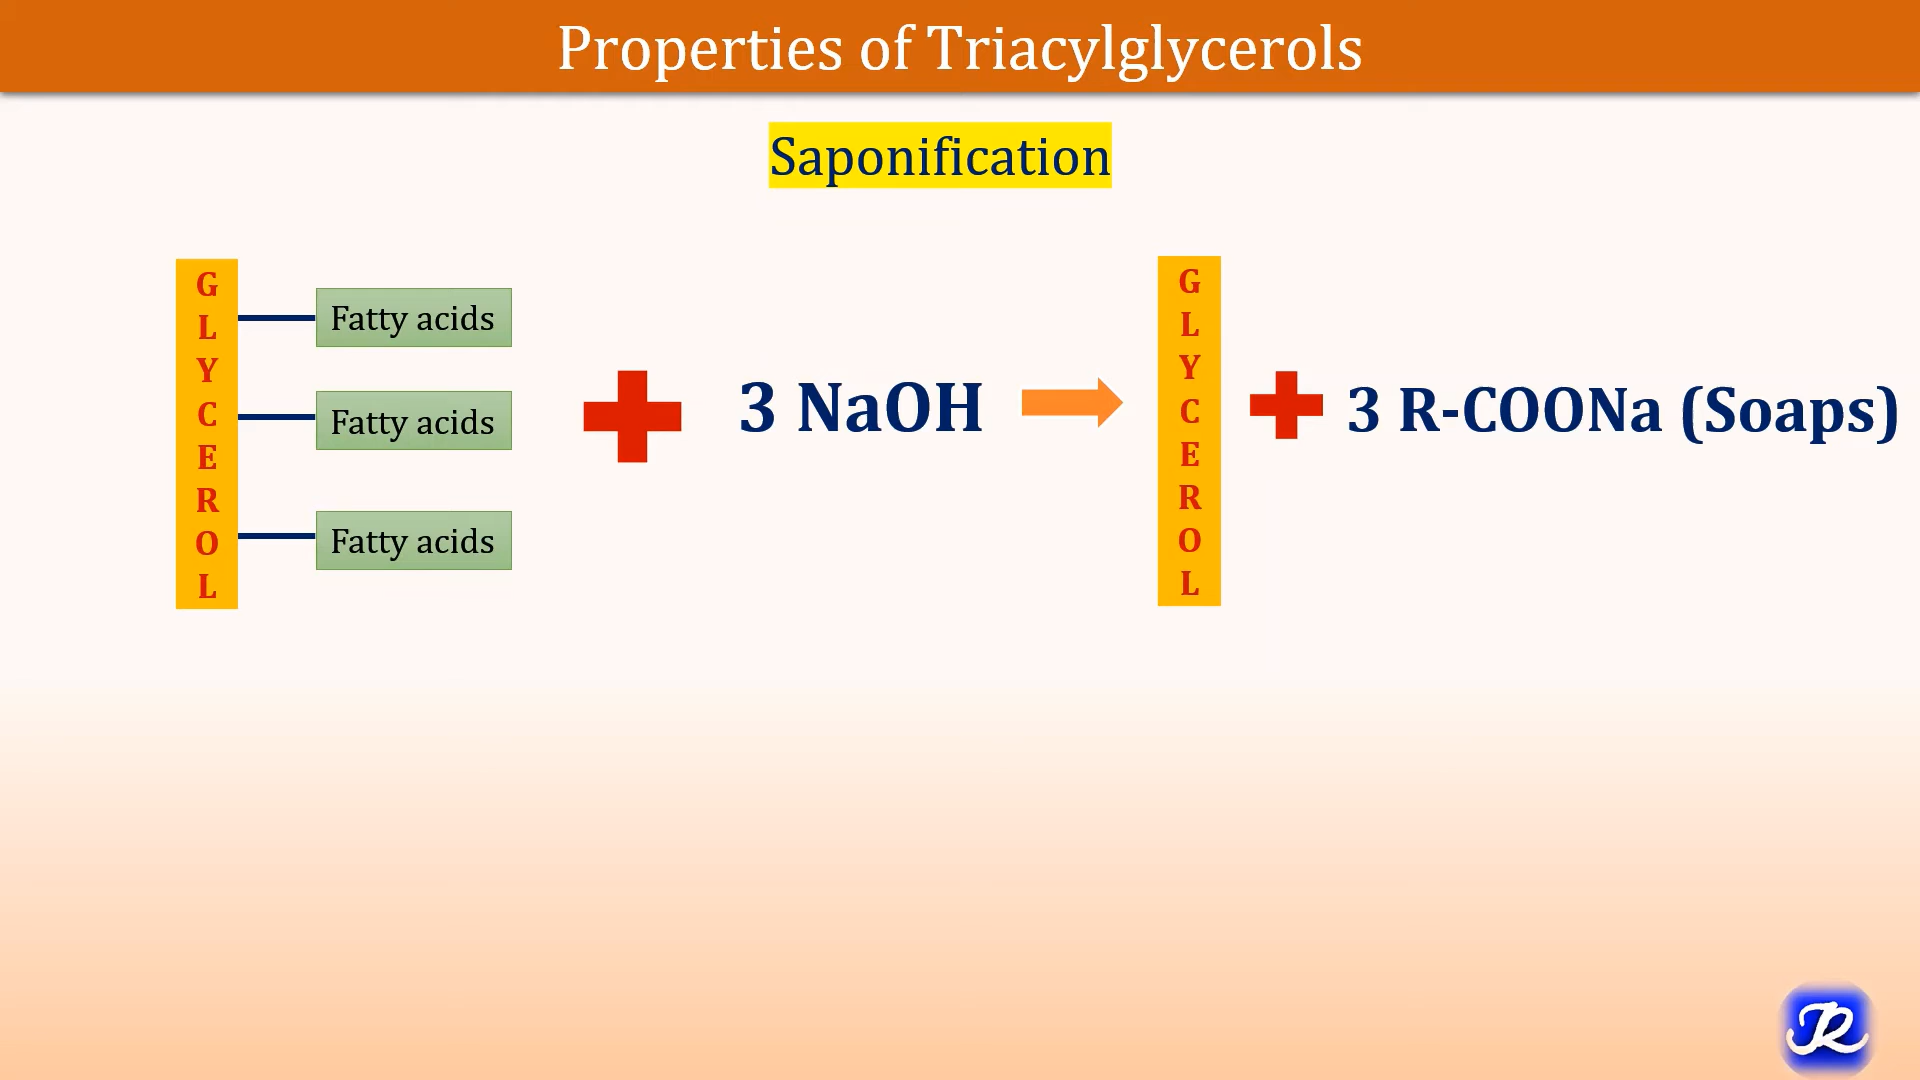 Properties of Triacylglycerols
Saponification
GLYCEROL
Fatty acids
Fatty acids
Fatty acids
3 NaOH
GLYCEROL
3 R-COONa (Soaps)